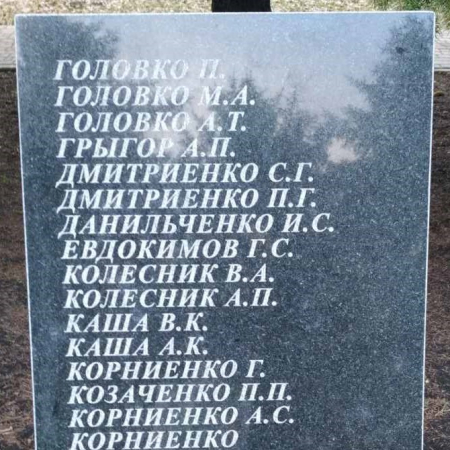 ГОЛОВКО П.
ГОЛОВКО М.А.
ГОЛОВКО А.Т.
ГРЫГОР А.П.
ДМИТРИЕНКО С.Г.
ДМИТРИЕНКО П.Г.
ДАНИЛЬЧЕНКО И.С.
ЕВДОКИМОВ Г.С.
КОЛЕСНИК В.А.
КОЛЕСНИК А.П.
КАША В.К.
КАША А.К.
КОРНИЕНКО Г.
КОЗАЧЕНКО П.П.
КОРНИЕНКО А.С.
КОРНИЕНКО